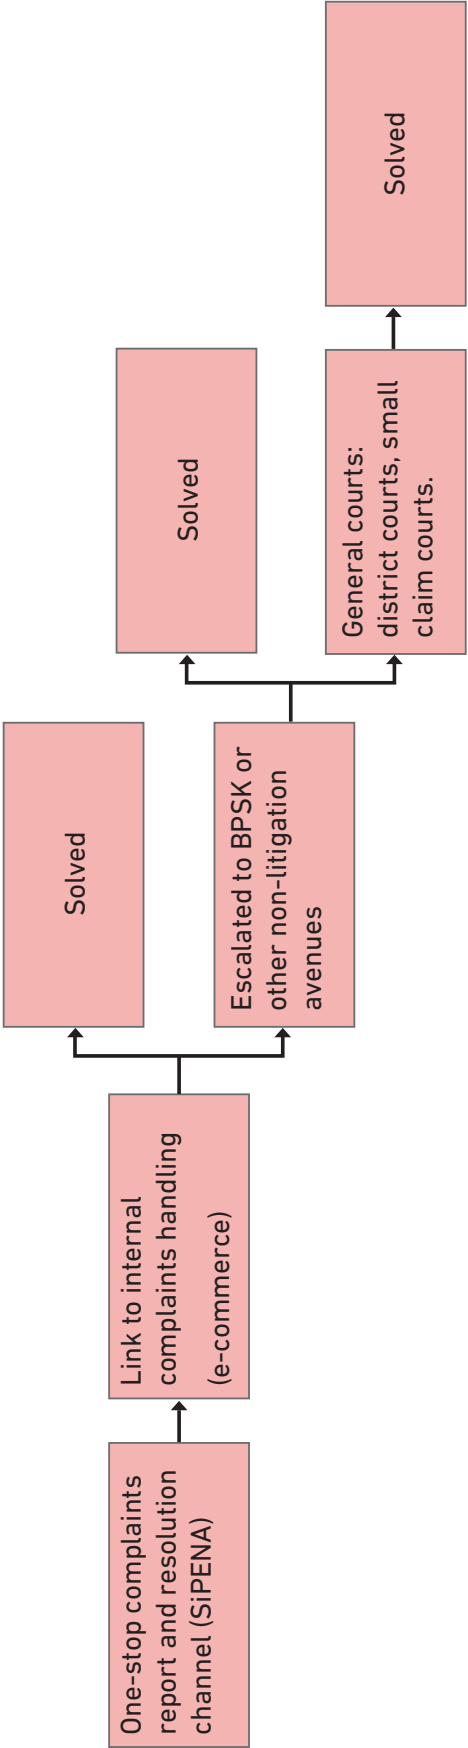 One-stop complaints
report and resolution
channel (SiPENA)
Link to internal
complaints handling
(e-commerce)
Solved
Escalated to BPSK or
other non-litigation
avenues
Solved
General courts:
district courts, small
claim courts.
Solved